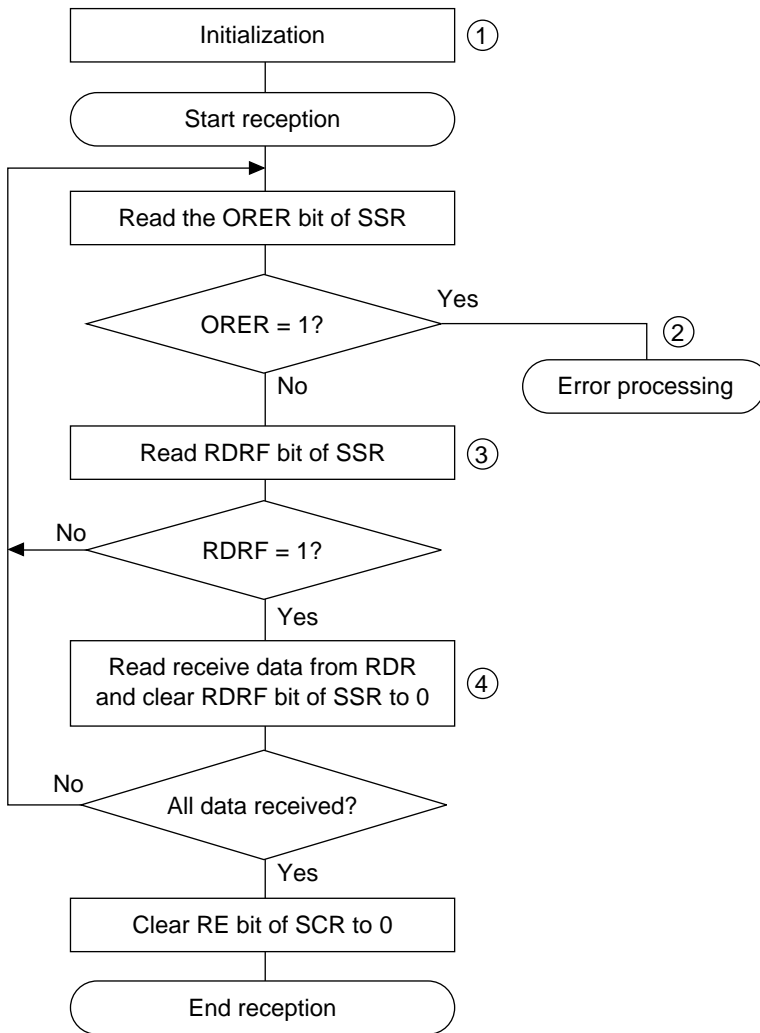 Initialization
①
Start reception
Read the ORER bit of SSR
Yes
ORER = 1?
②
No
Error processing
Read RDRF bit of SSR
③
No
RDRF = 1?
Yes
Read receive data from RDR
and clear RDRF bit of SSR to 0
④
No
All data received?
Yes
Clear RE bit of SCR to 0
End reception